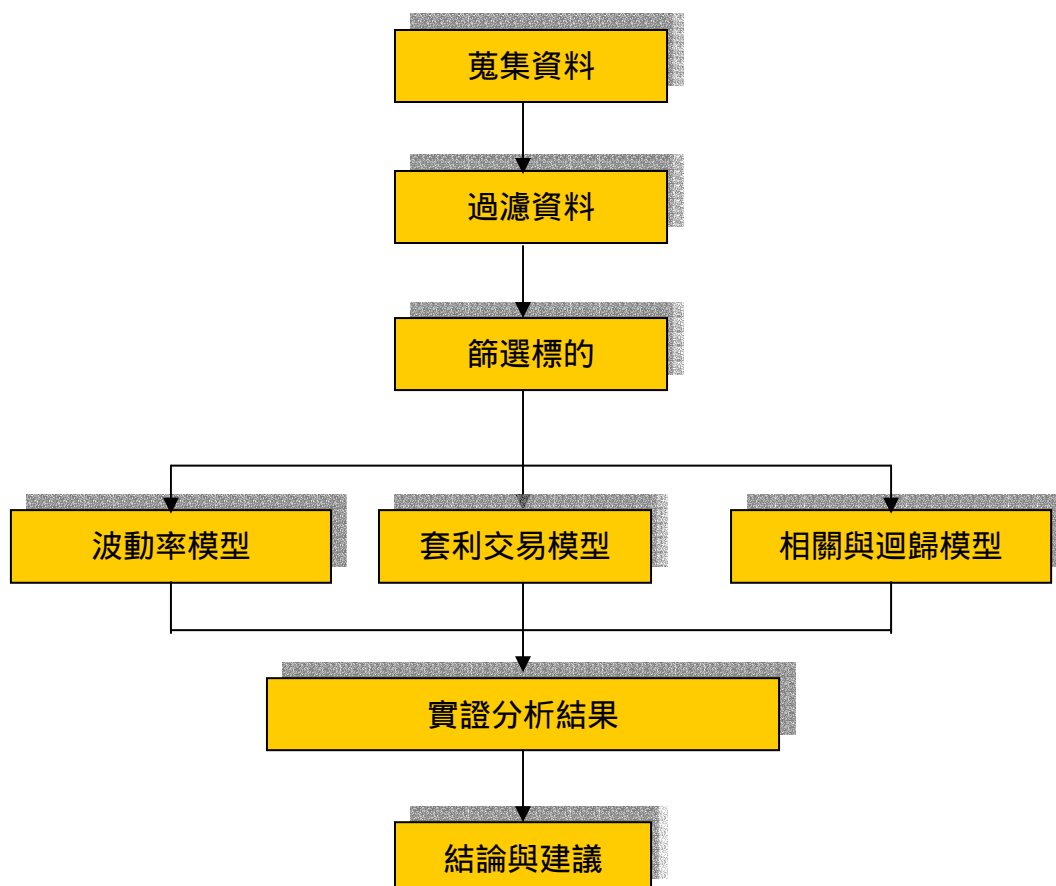 蒐集資料
過濾資料
篩選標的
波動率模型
套利交易模型
相關與迴歸模型
實證分析結果
結論與建議